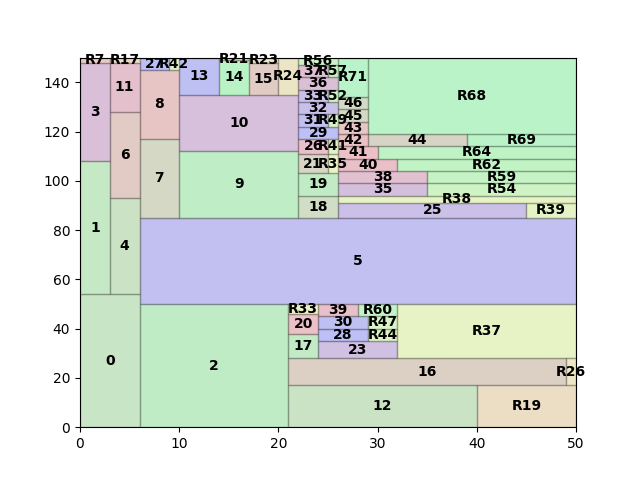 R7 R17 R21 R23 R56
27 R42 37 R57
11 13 14 15 R24 36 R71
3 8 33 R52 R68
10 32 46
31 R49 45
29 43
6 26 R41 42 44 R69
7 21 R35 41 R64
9 19 40 R62
1 18 38 R59
35 R54
R38
25 R39
4 5
0 2 R33 39 R60
20 30 R47 R37
17 28 R44
23
16 R26
12 R19
0
20
40
60
80
100
120
140
0 10 20 30 40 50